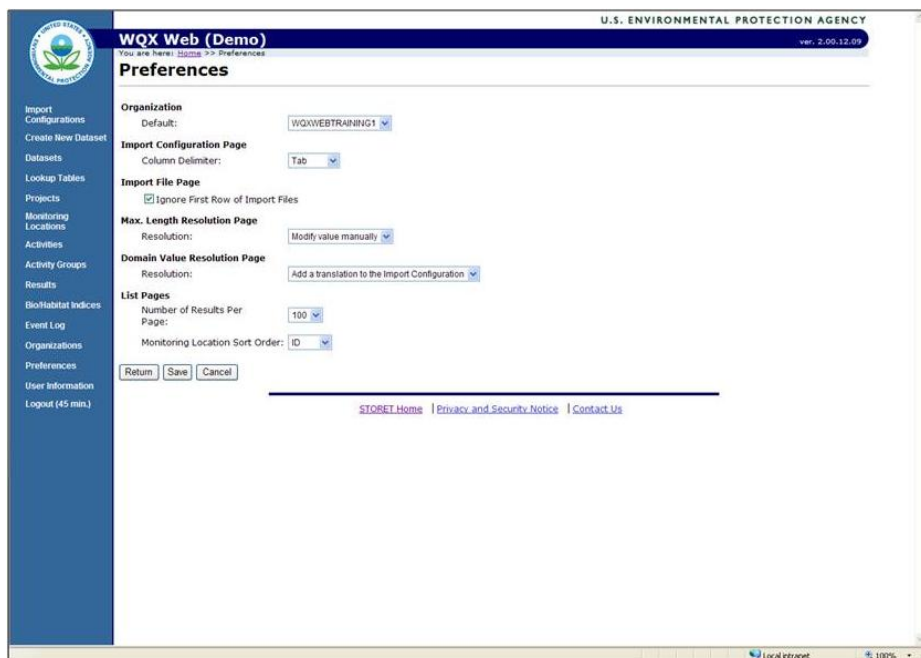 U.S. ENVIRONMENTAL PROTECTION AGENCY
WQX Web (Demo)
ver. 2.00.12.09
You are here: Home >> Preferences
Preferences
Import
Configurations
Create New Dataset
Datasets
Lookup Tables
Projects
Monitoring
Locations
Activities
Activity Groups
Results
Bio/Habitat Indices
Event Log
Organizations
Preferences
User Information
Logout (45 min.)
Organization
Default: WQXWEBTRAINING1
Import Configuration Page
Column Delimiter: Tab
Import File Page
Ignore First Row of Import Files
Max. Length Resolution Page
Resolution: Modify value manually
Domain Value Resolution Page
Resolution: Add a translation to the Import Configuration
List Pages
Number of Results Per
Page: 100
Monitoring Location Sort Order: ID
Return Save Cancel
STORET Home | Privacy and Security Notice | Contact Us
Local intranet 100%